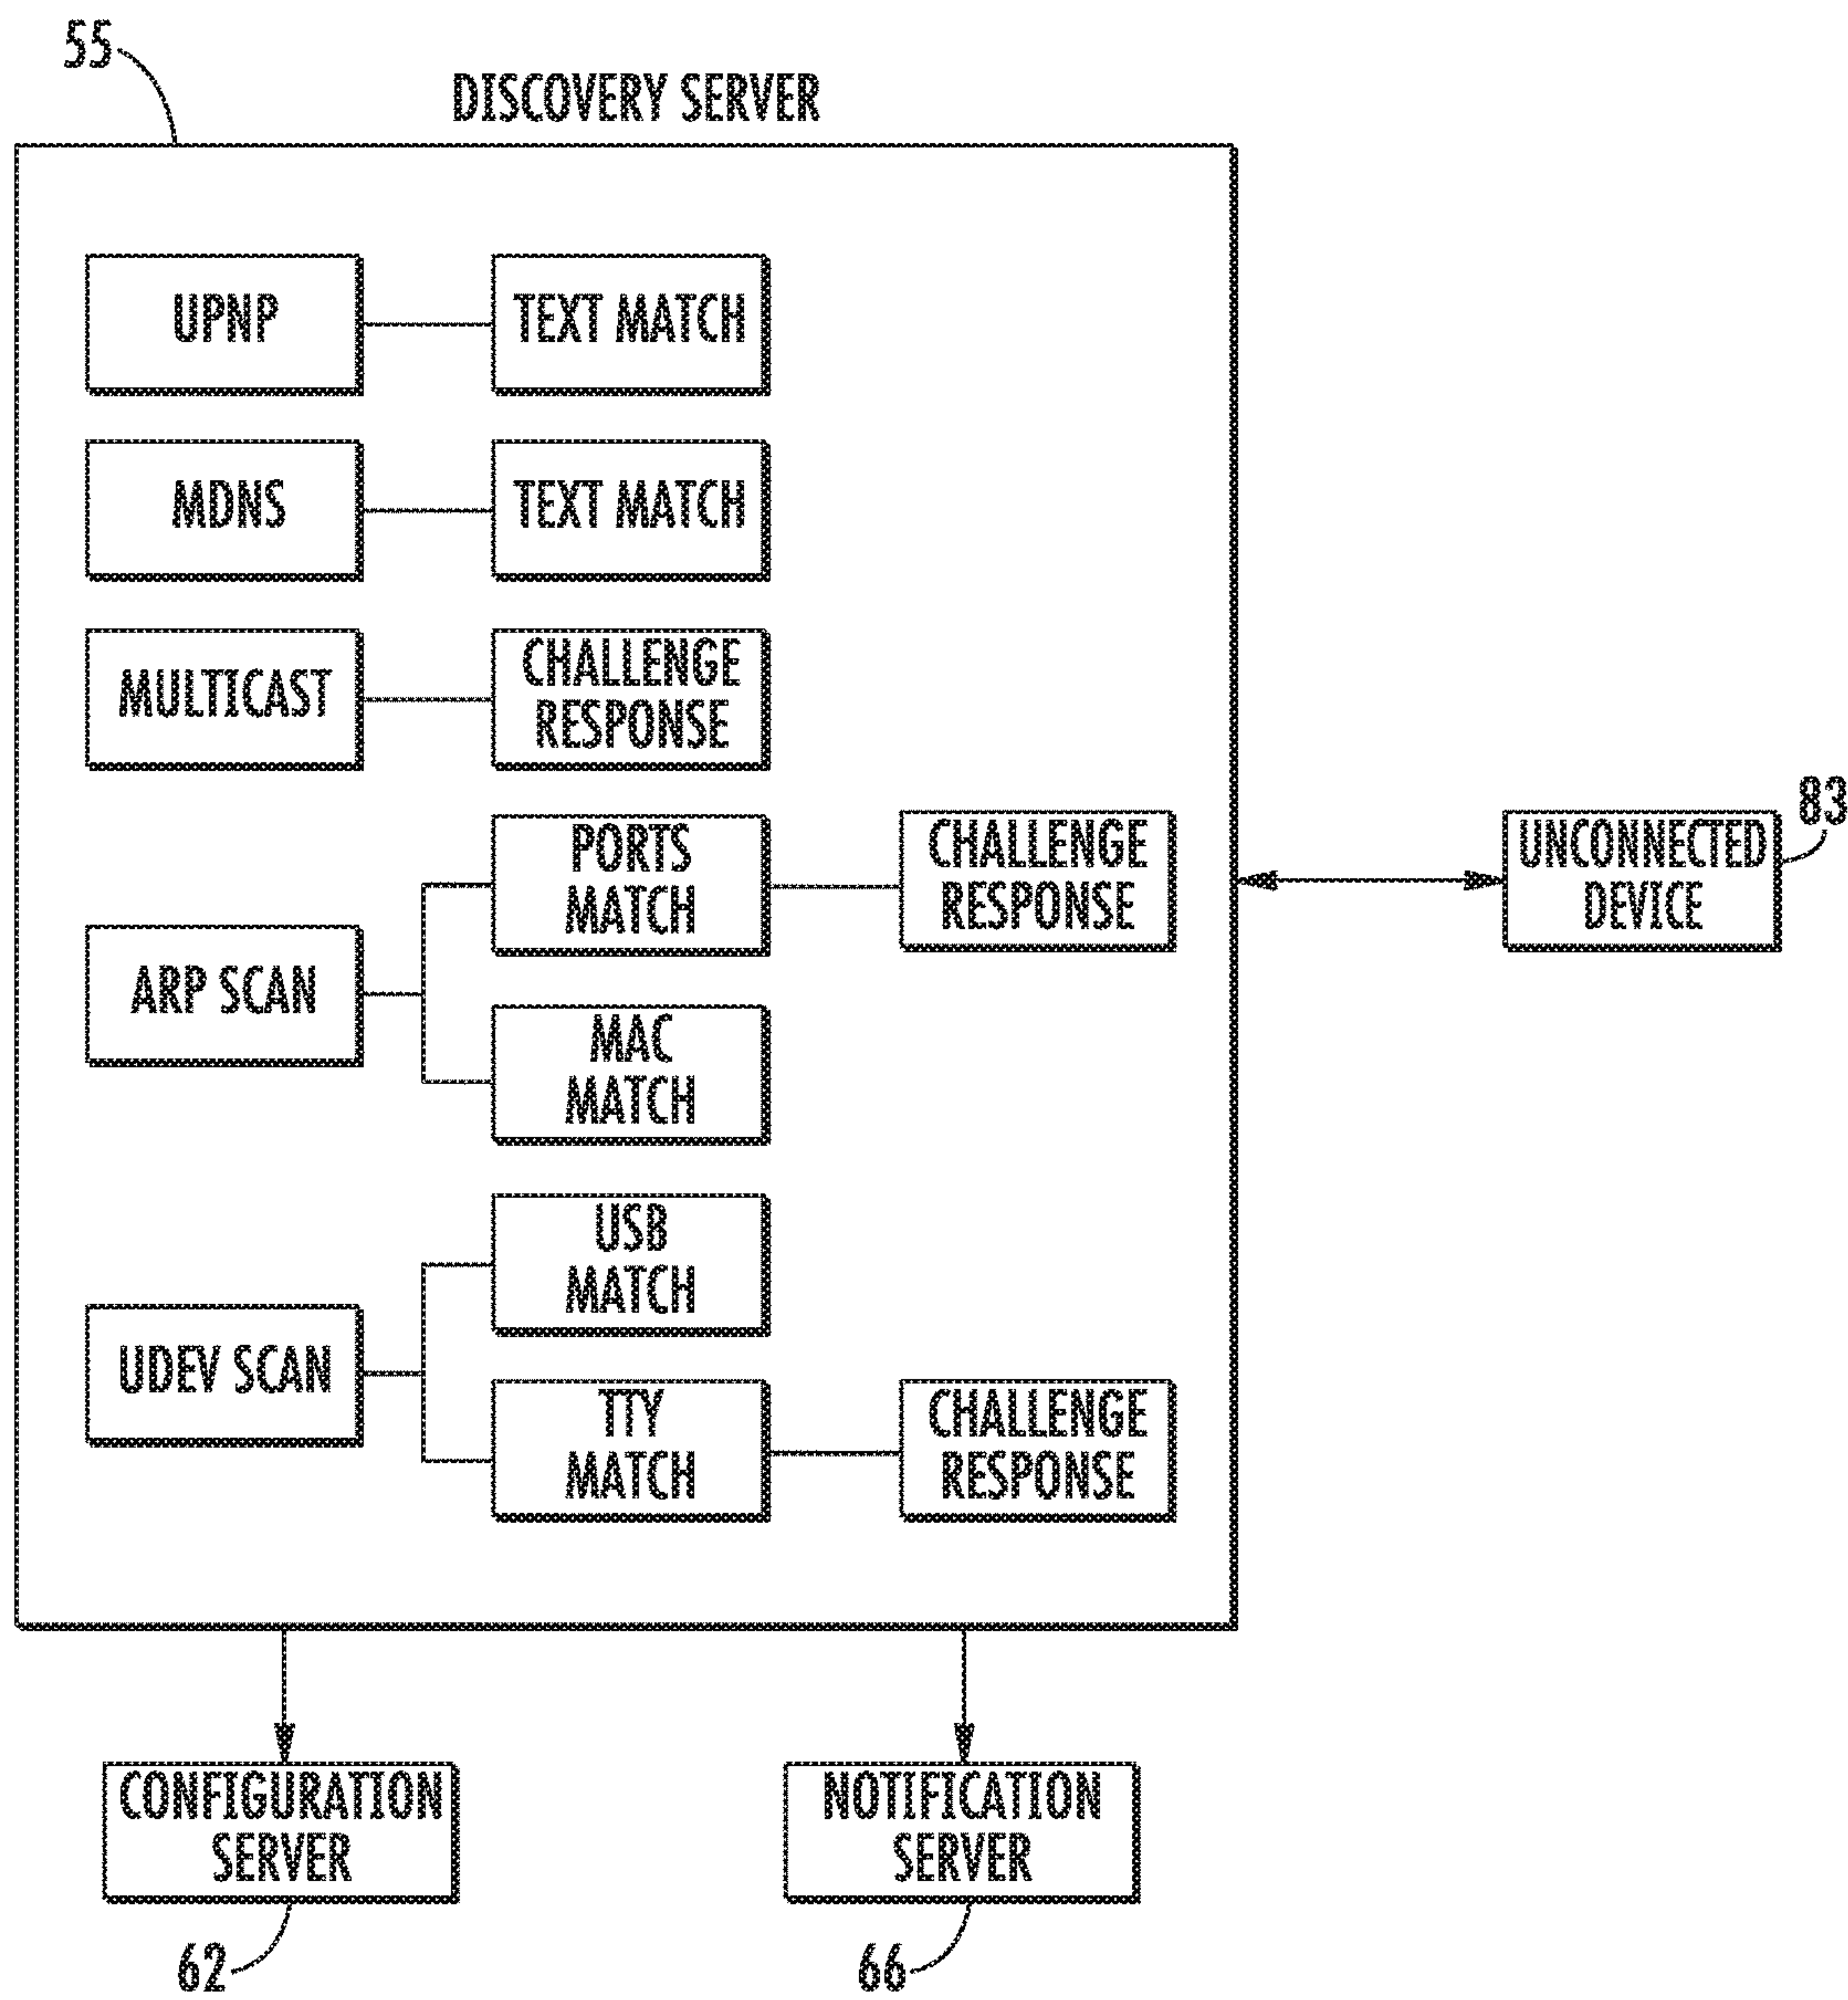 55
DISCOVERY SERVER
UPNP
TEXT MATCH
MDNS
TEXT MATCH
MULTICAST
CHALLENGE
RESPONSE
ARP SCAN
PORTS
MATCH
CHALLENGE
RESPONSE
MAC
MATCH
UDEV SCAN
USB
MATCH
TTY
MATCH
CHALLENGE
RESPONSE
83
UNCONNECTED
DEVICE
CONFIGURATION
SERVER
62
NOTIFICATION
SERVER
66